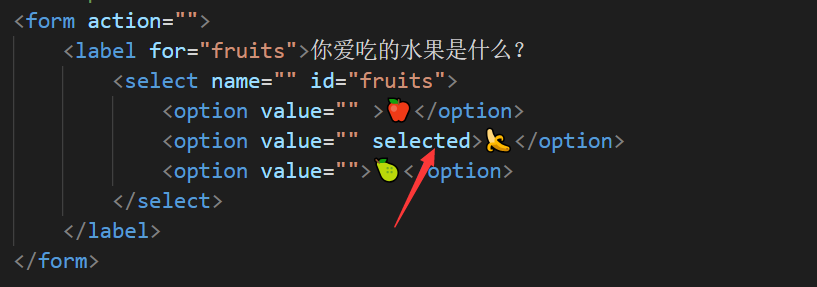 <form action="">
<label for="fruits">你爱吃的水果是什么?
<select name="" id="fruits">
<option value="" >🍎</option>
<option value="" selected>🍌</option>
<option value="">🍐</option>
</select>
</label>
</form>